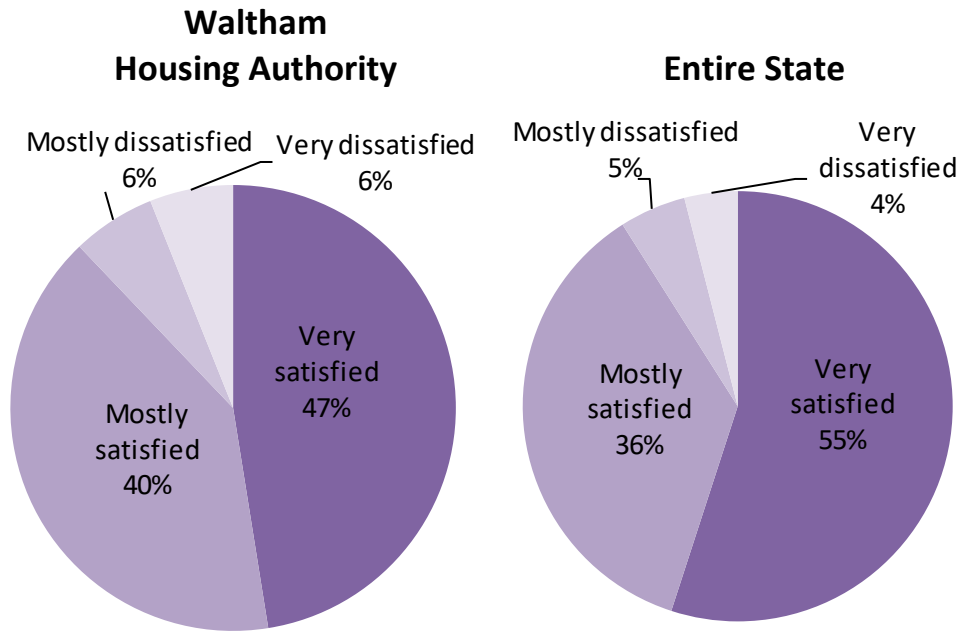 Waltham
Housing Authority
Mostly dissatisfied
6%
Very dissatisfied
6%
Very
satisfied
47%
Mostly
satisfied
40%
Entire State
Mostly dissatisfied
5%
Very
dissatisfied
4%
Mostly
satisfied
36%
Very
satisfied
55%